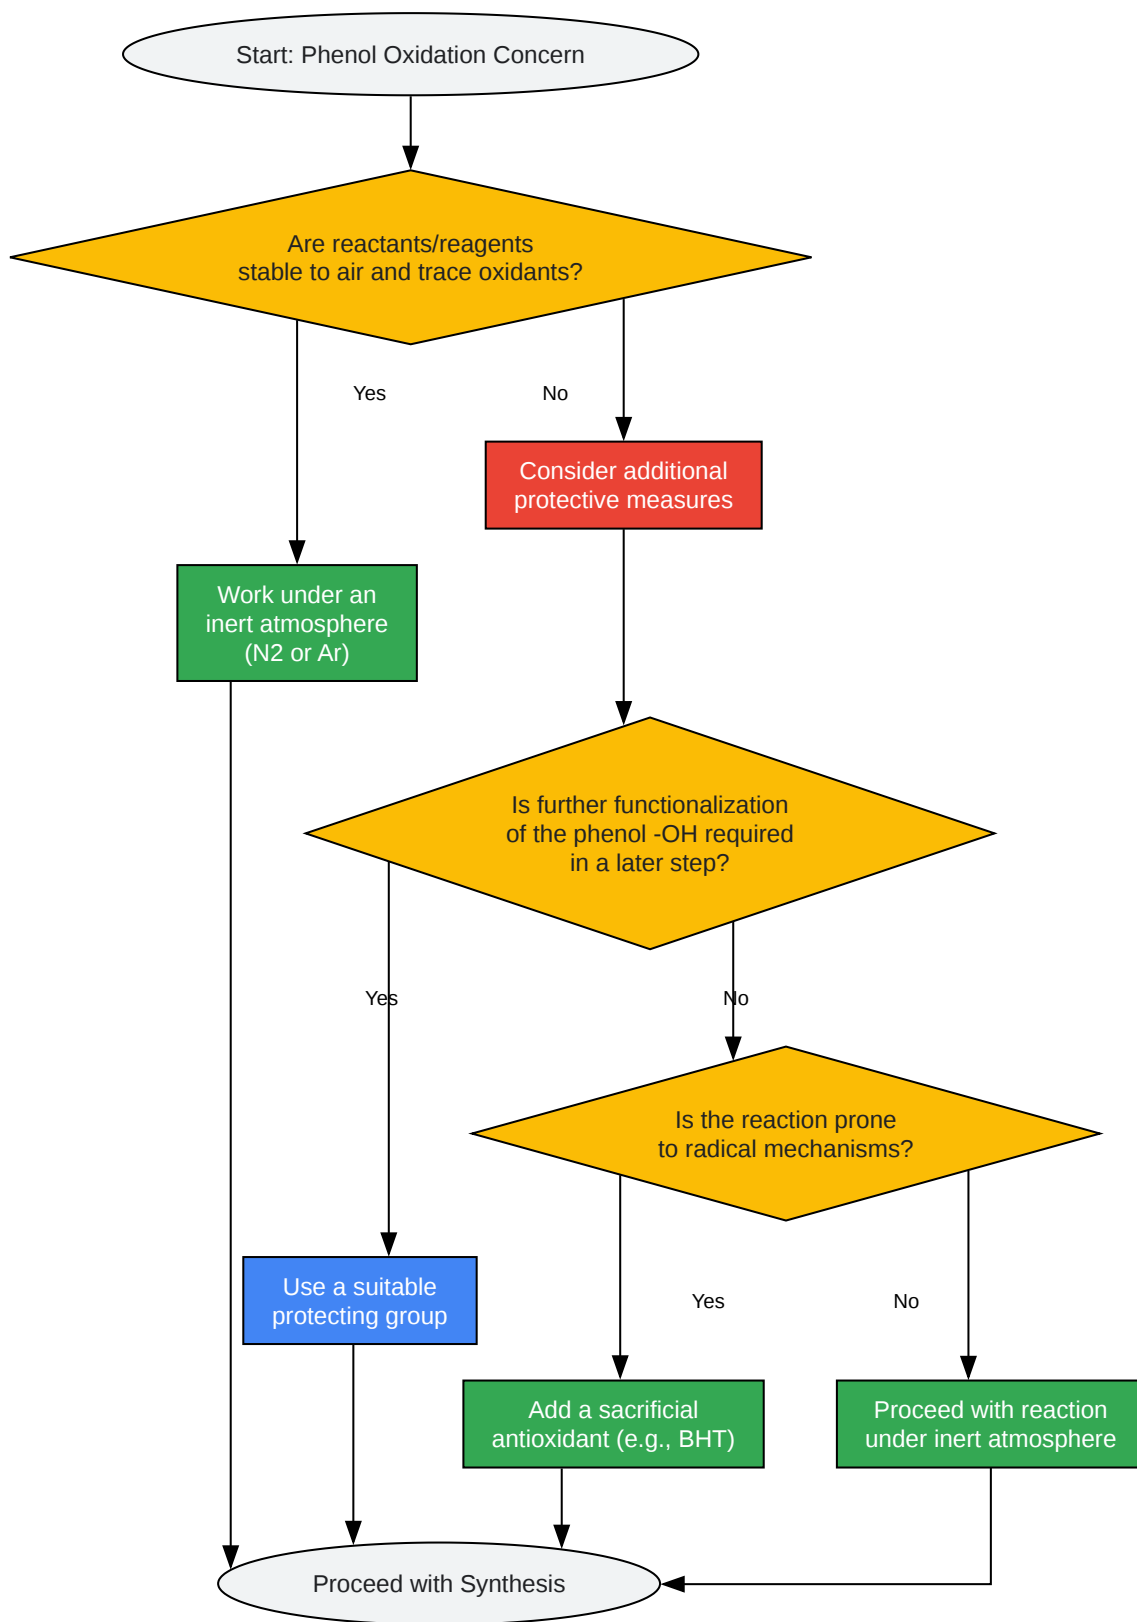 Start: Phenol Oxidation Concern
Are reactants/reagents
stable to air and trace oxidants?
Yes
No
Consider additional
protective measures
Work under an
inert atmosphere
(N2 or Ar)
Is further functionalization
of the phenol -OH required
in a later step?
Yes
No
Is the reaction prone
to radical mechanisms?
Use a suitable
protecting group
Yes
No
Add a sacrificial
antioxidant (e.g., BHT)
Proceed with reaction
under inert atmosphere
Proceed with Synthesis